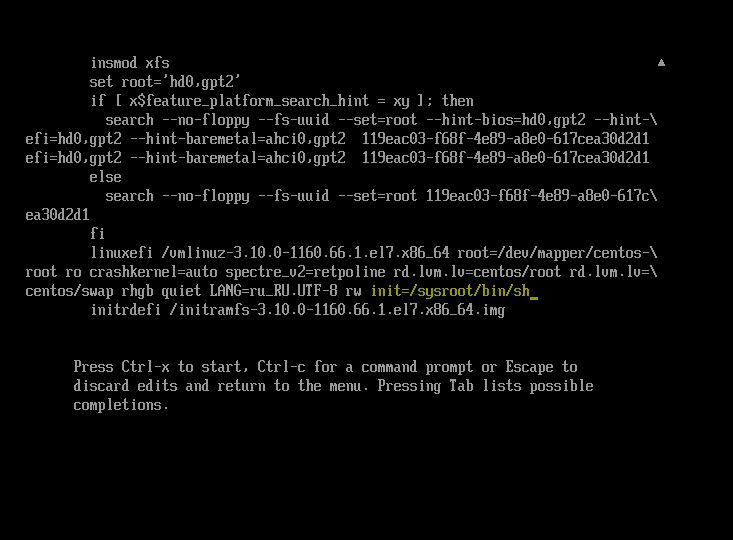 insmod xfs
set root='hd0,gpt2'
if [ x$feature_platform_search_hint = xy ]; then
search --no-floppy --fs-uuid --set=root --hint-bios=hd0,gpt2 --hint-\
efi=hd0,gpt2 --hint-baremetal=ahci0,gpt2  119eac03-f68f-4e89-a8e0-617cea30d2d1
efi=hd0,gpt2 --hint-baremetal=ahci0,gpt2  119eac03-f68f-4e89-a8e0-617cea30d2d1
else
search --no-floppy --fs-uuid --set=root 119eac03-f68f-4e89-a8e0-617c\
ea30d2d1
fi
linuxefi /vmlinuz-3.10.0-1160.66.1.el7.x86_64 root=/dev/mapper/centos-\
root ro crashkernel=auto spectre_v2=retpoline rd.lvm.lv=centos/root rd.lvm.lv=\
centos/swap rhgb quiet LANG=ru_RU.UTF-8 rw init=/sysroot/bin/sh_
initrdefi /initramfs-3.10.0-1160.66.1.el7.x86_64.img
Press Ctrl-x to start, Ctrl-c for a command prompt or Escape to
discard edits and return to the menu. Pressing Tab lists possible
completions.